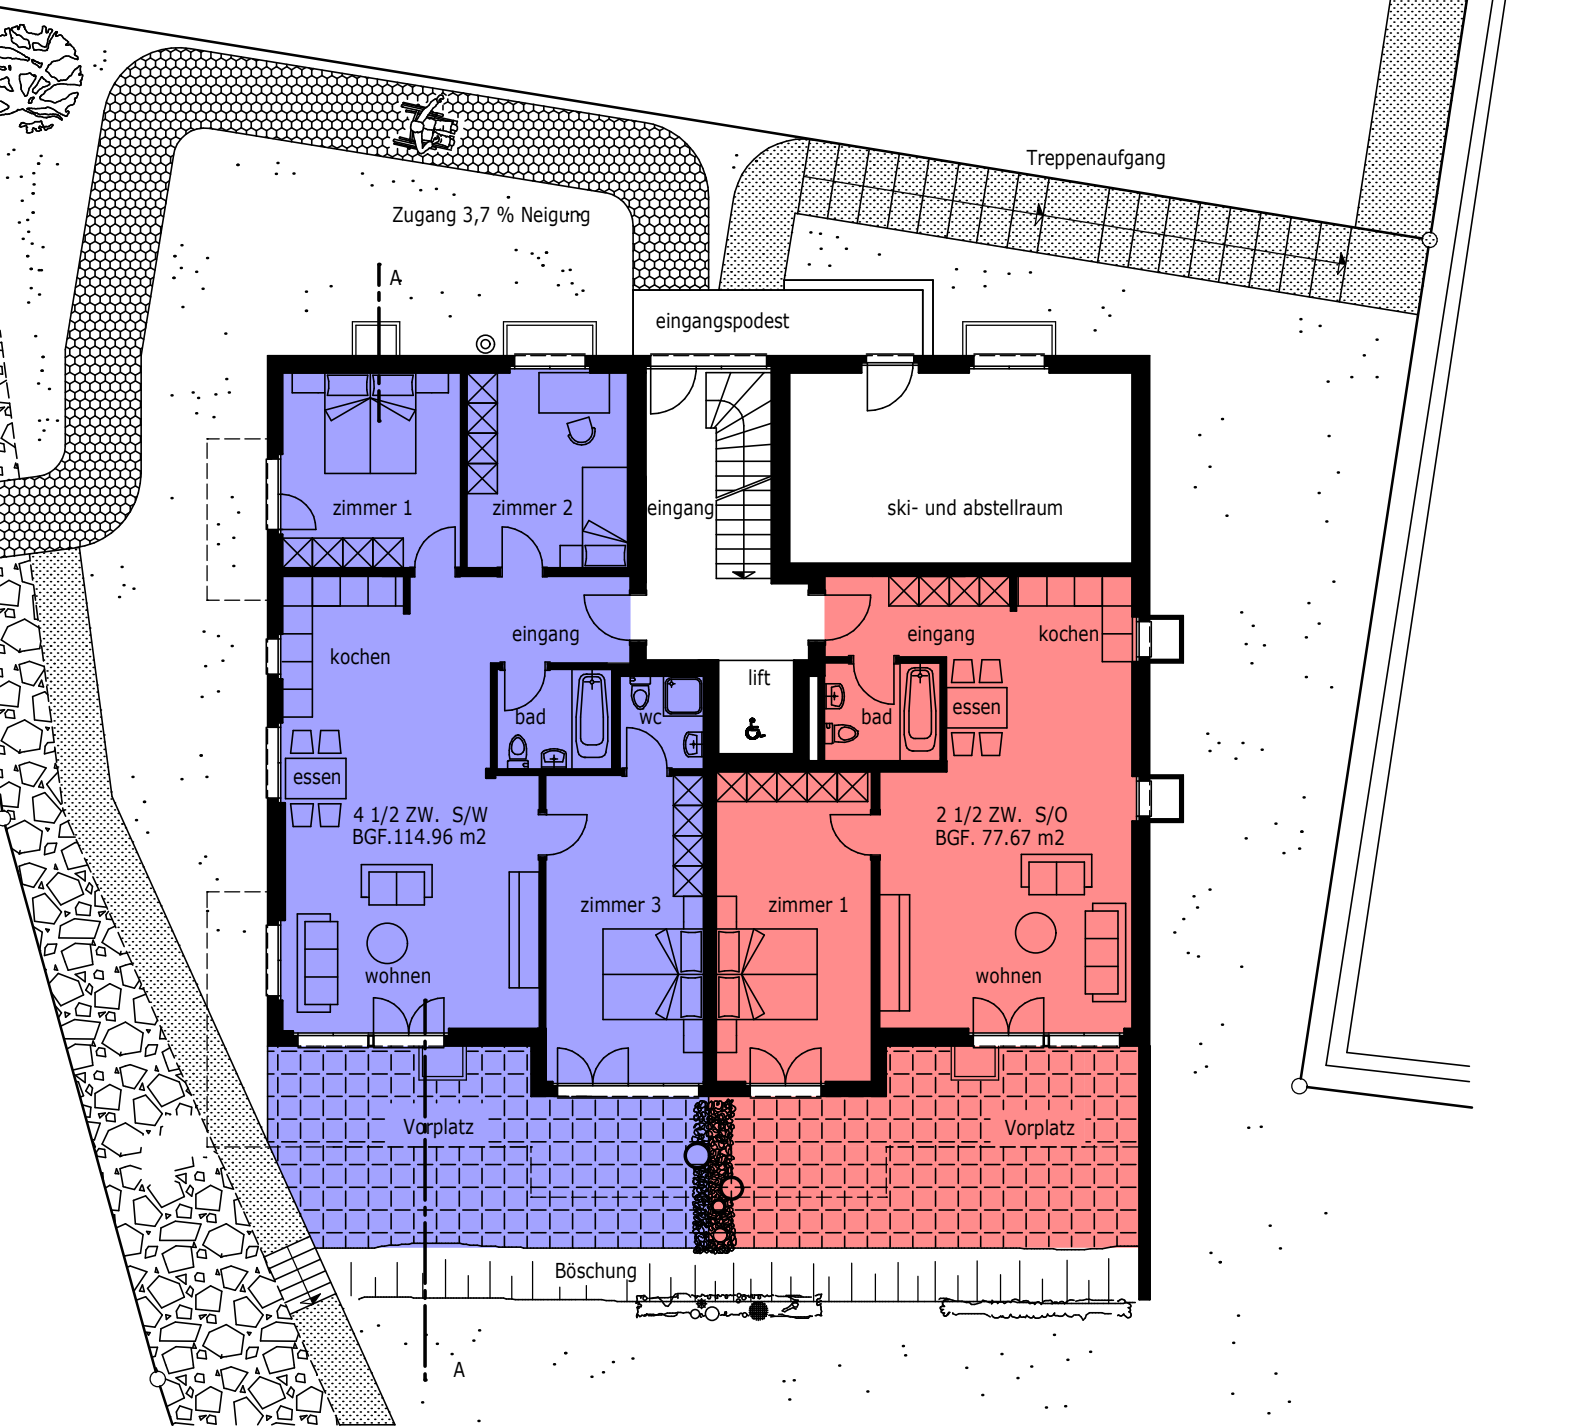 Treppenaufgang
Zugang 3,7 % Neigung
A
eingangspodest
zimmer 1
zimmer 2
eingang
ski- und abstellraum
kochen
eingang
eingang
kochen
lift
bad
wc
bad
essen
essen
4 1/2 ZW. S/W
BGF.114.96 m2
2 1/2 ZW. S/O
BGF. 77.67 m2
zimmer 3
zimmer 1
wohnen
wohnen
Vorplatz
Vorplatz
Böschung
A